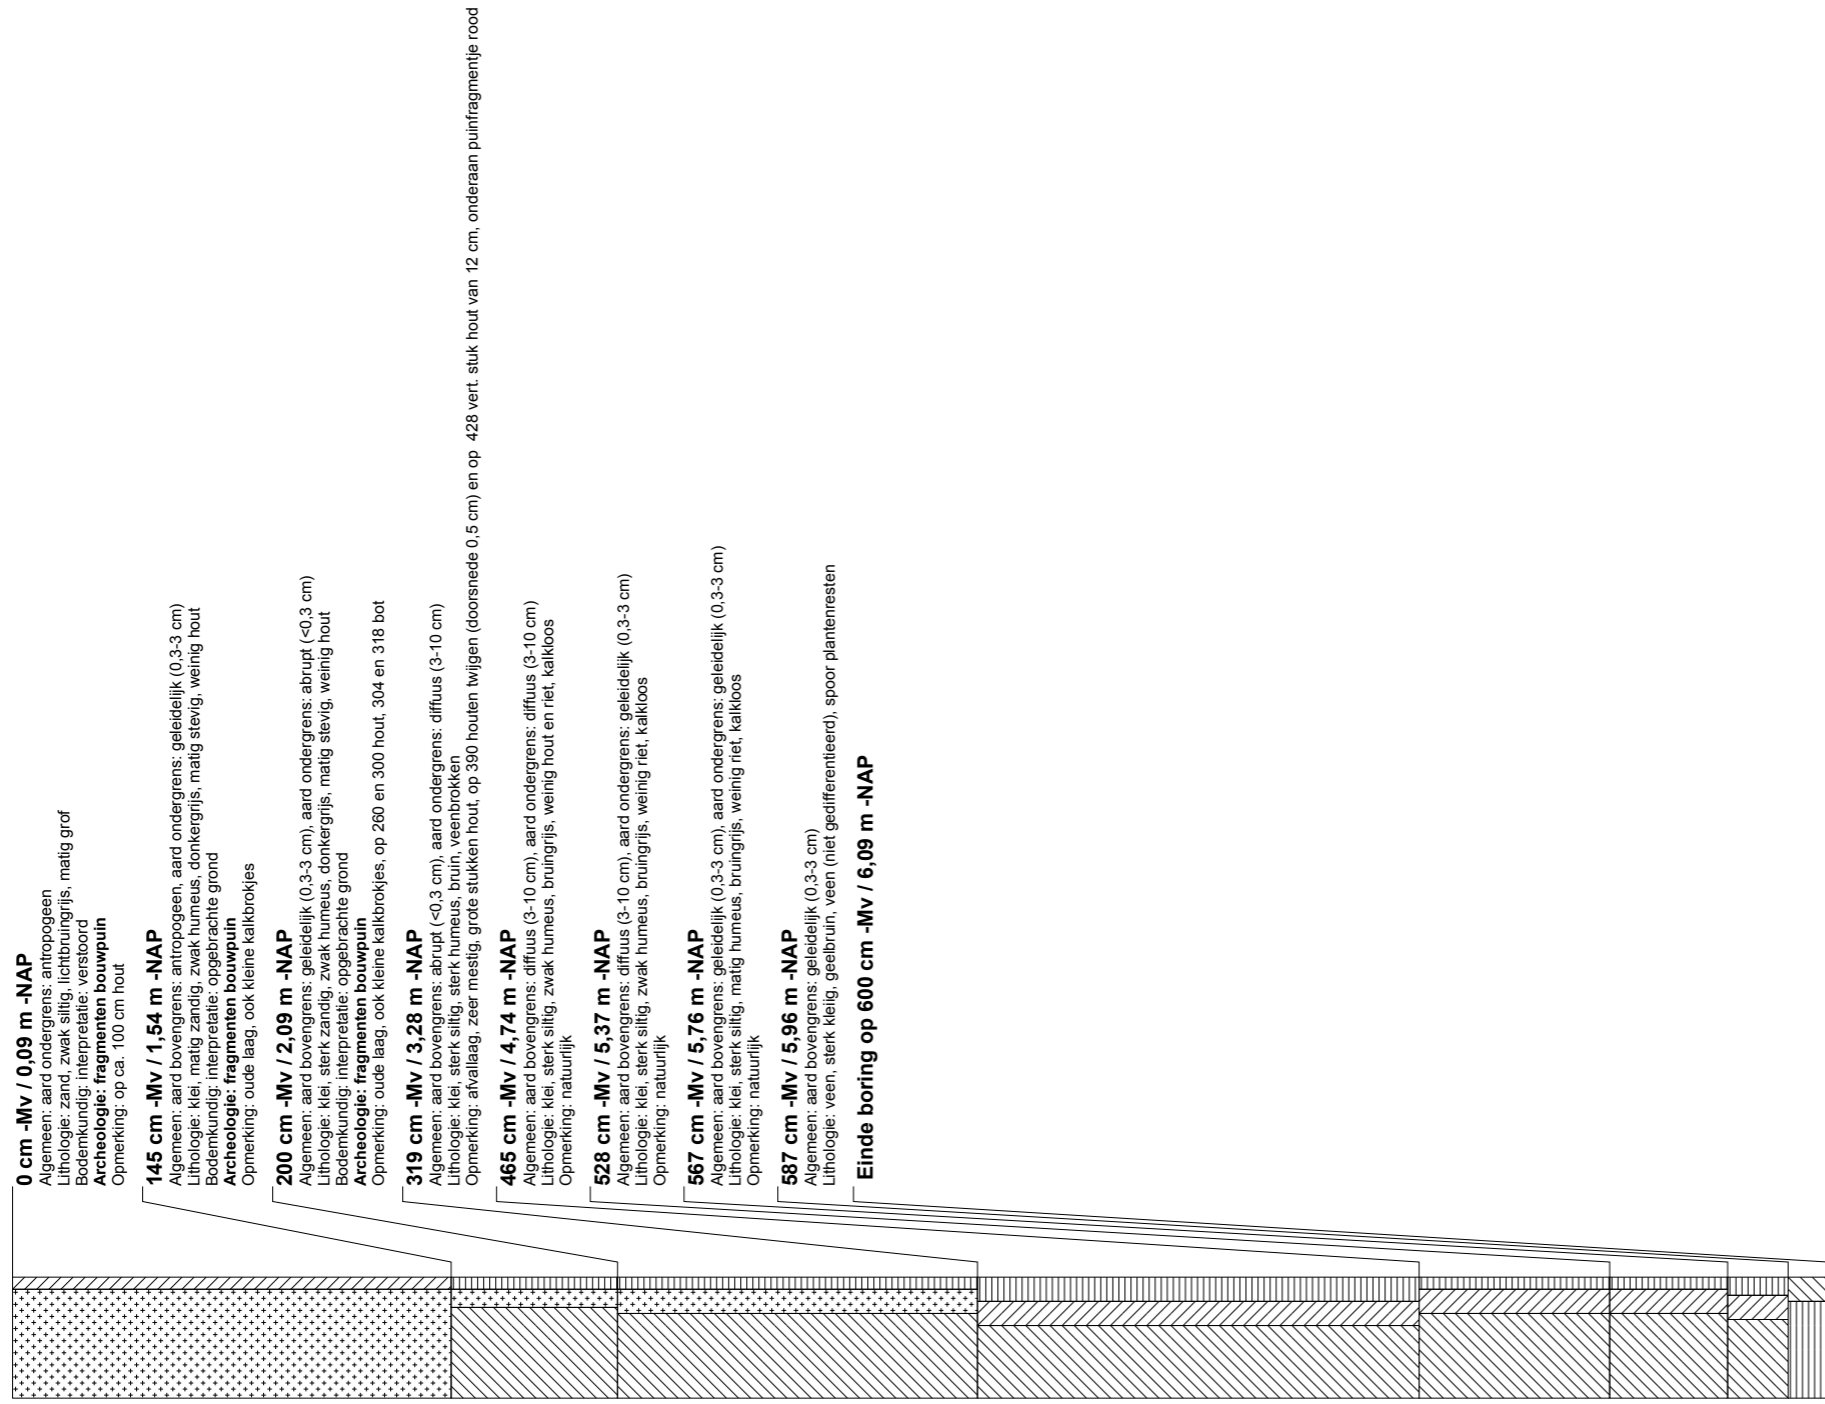 0 cm -Mv / 0,09 m -NAP
Algemeen: aard ondergrens: antropogeen
Lithologie: zand, zwak siltig, lichtbruingrijs, matig grof
Bodemkundig: interpretatie: verstoord
Archeologie: fragmenten bouwpuin
Opmerking: op ca. 100 cm hout
145 cm -Mv / 1,54 m -NAP
Algemeen: aard bovengrens: antropogeen, aard ondergrens: geleidelijk (0,3-3 cm)
Lithologie: klei, matig zandig, zwak humeus, donkergrijs, matig stevig, weinig hout
Bodemkundig: interpretatie: opgebrachte grond
Archeologie: fragmenten bouwpuin
Opmerking: oude laag, ook kleine kalkbrokjes
200 cm -Mv / 2,09 m -NAP
Algemeen: aard bovengrens: geleidelijk (0,3-3 cm), aard ondergrens: abrupt (<0,3 cm)
Lithologie: klei, sterk zandig, zwak humeus, donkergrijs, matig stevig, weinig hout
Bodemkundig: interpretatie: opgebrachte grond
Archeologie: fragmenten bouwpuin
Opmerking: oude laag, ook kleine kalkbrokjes, op 260 en 300 hout, 304 en 318 bot
319 cm -Mv / 3,28 m -NAP
Algemeen: aard bovengrens: abrupt (<0,3 cm), aard ondergrens: diffuus (3-10 cm)
Lithologie: klei, sterk siltig, sterk humeus, bruin, veenbrokken
Opmerking: afvallaag, zeer mestig, grote stukken hout, op 390 houten twijgen (doorsnede 0,5 cm) en op 428 vert. stuk hout van 12 cm, onderaan puinfragmentje rood
465 cm -Mv / 4,74 m -NAP
Algemeen: aard bovengrens: diffuus (3-10 cm), aard ondergrens: diffuus (3-10 cm)
Lithologie: klei, sterk siltig, zwak humeus, bruingrijs, weinig hout en riet, kalkloos
Opmerking: natuurlijk
528 cm -Mv / 5,37 m -NAP
Algemeen: aard bovengrens: diffuus (3-10 cm), aard ondergrens: geleidelijk (0,3-3 cm)
Lithologie: klei, sterk siltig, zwak humeus, bruingrijs, weinig riet, kalkloos
Opmerking: natuurlijk
567 cm -Mv / 5,76 m -NAP
Algemeen: aard bovengrens: geleidelijk (0,3-3 cm), aard ondergrens: geleidelijk (0,3-3 cm)
Lithologie: klei, sterk siltig, matig humeus, bruingrijs, weinig riet, kalkloos
Opmerking: natuurlijk
587 cm -Mv / 5,96 m -NAP
Algemeen: aard bovengrens: geleidelijk (0,3-3 cm)
Lithologie: veen, sterk kleiig, geelbruin, veen (niet gedifferentieerd), spoor plantenresten
Einde boring op 600 cm -Mv / 6,09 m -NAP